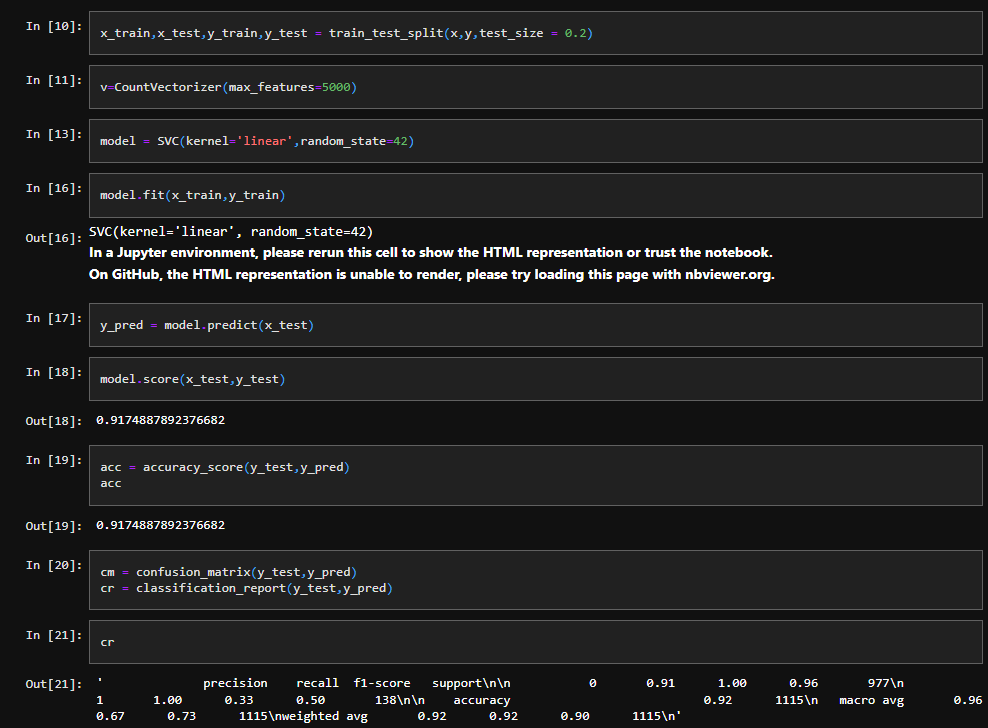 In [10]: x_train,x_test,y_train,y_test = train_test_split(x,y,test_size = 0.2)
In [11]: v=CountVectorizer(max_features=5000)
In [13]: model = SVC(kernel='linear',random_state=42)
In [16]: model.fit(x_train,y_train)
Out[16]: SVC(kernel='linear', random_state=42)
In a Jupyter environment, please rerun this cell to show the HTML representation or trust the notebook.
On GitHub, the HTML representation is unable to render, please try loading this page with nbviewer.org.
In [17]: y_pred = model.predict(x_test)
In [18]: model.score(x_test,y_test)
Out[18]: 0.9174887892376682
In [19]: acc = accuracy_score(y_test,y_pred)
acc
Out[19]: 0.9174887892376682
In [20]: cm = confusion_matrix(y_test,y_pred)
cr = classification_report(y_test,y_pred)
In [21]: cr
Out[21]: '              precision    recall  f1-score   support\n\n           0       0.91      1.00      0.96       977\n
1       1.00      0.33      0.50       138\n\n    accuracy                           0.92      1115\n   macro avg       0.96
0.67      0.73      1115\nweighted avg       0.92      0.92      0.90      1115\n'